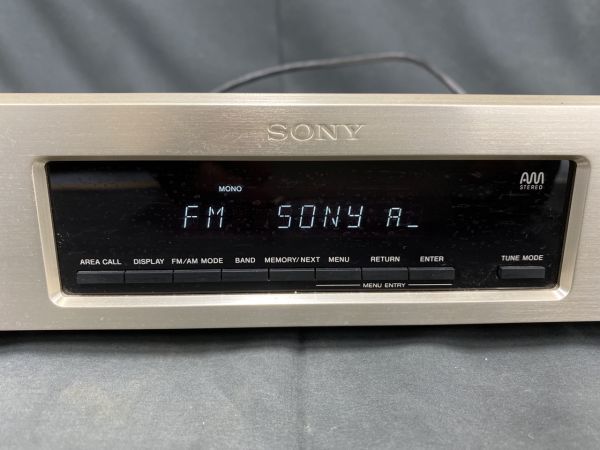 SONY
MONO
AM
STEREO
FM SONY A_
AREA CALL DISPLAY FM/AM MODE BAND MEMORY/NEXT MENU RETURN ENTER TUNE MODE
MENU ENTRY